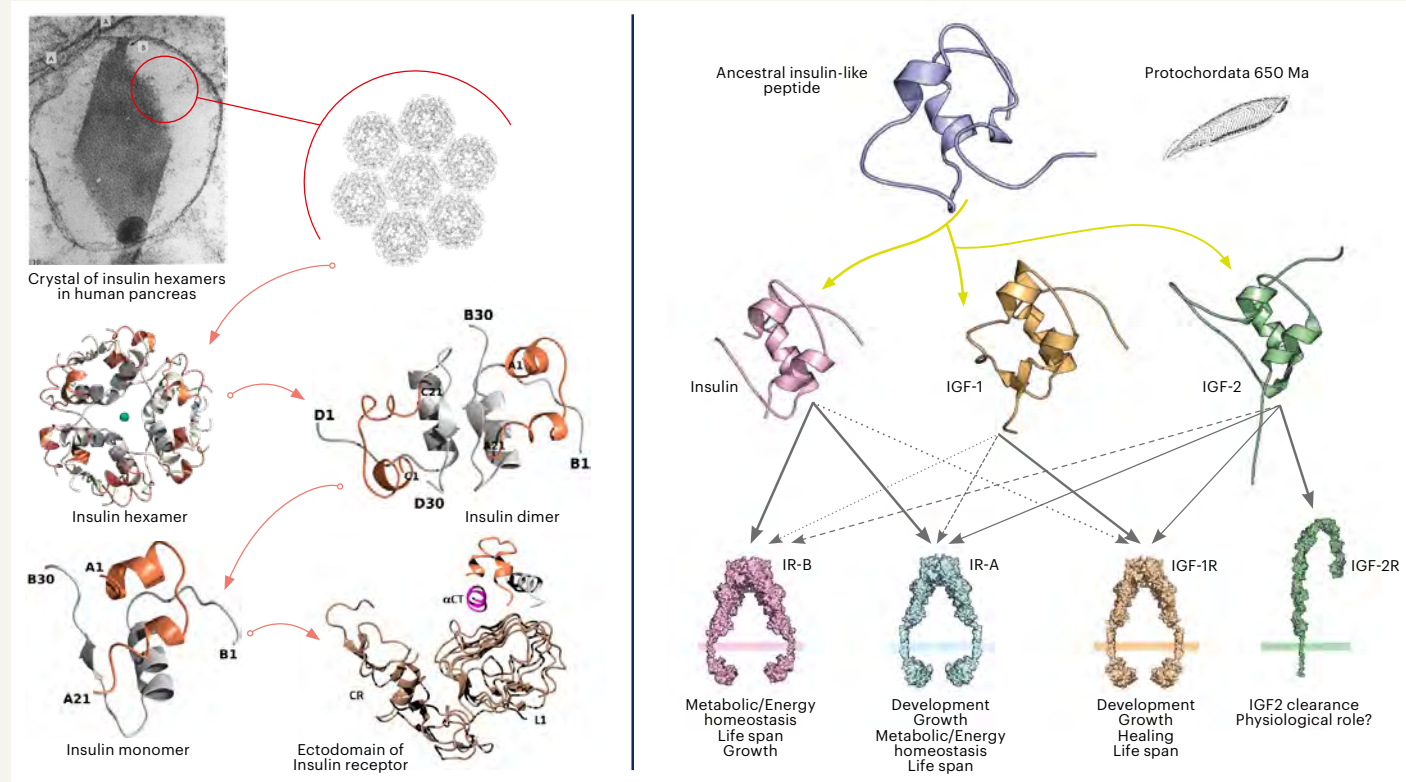 A
B
A
Crystal of insulin hexamers
in human pancreas
Insulin hexamer
B30
A1
C21
D1
A21
C1
B1
D30
Insulin dimer
B30
A1
B1
A21
Insulin monomer
αCT
CR
L1
Ectodomain of
Insulin receptor
Ancestral insulin-like
peptide
Protochordata 650 Ma
Insulin
IGF-1
IGF-2
IR-B
IR-A
IGF-1R
IGF-2R
Metabolic/Energy
homeostasis
Life span
Growth
Development
Growth
Metabolic/Energy
homeostasis
Life span
Development
Growth
Healing
Life span
IGF2 clearance
Physiological role?